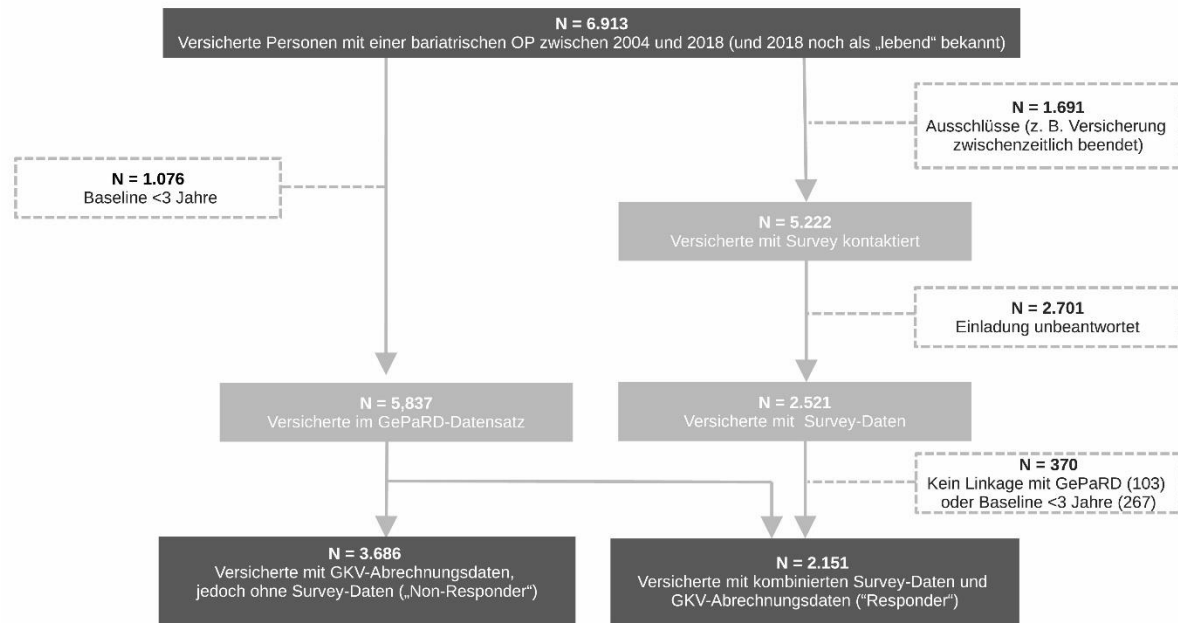 N = 6.913
Versicherte Personen mit einer bariatrischen OP zwischen 2004 und 2018 (und 2018 noch als „lebend“ bekannt)
N = 1.691
Ausschlüsse (z. B. Versicherung
zwischenzeitlich beendet)
N = 1.076
Baseline <3 Jahre
N = 5.222
Versicherte mit Survey kontaktiert
N = 2.701
Einladung unbeantwortet
N = 5,837
Versicherte im GePaRD-Datensatz
N = 2.521
Versicherte mit Survey-Daten
N = 370
Kein Linkage mit GePaRD (103)
oder Baseline <3 Jahre (267)
N = 3.686
Versicherte mit GKV-Abrechnungsdaten,
jedoch ohne Survey-Daten („Non-Responder“)
N = 2.151
Versicherte mit kombinierten Survey-Daten und
GKV-Abrechnungsdaten (“Responder“)